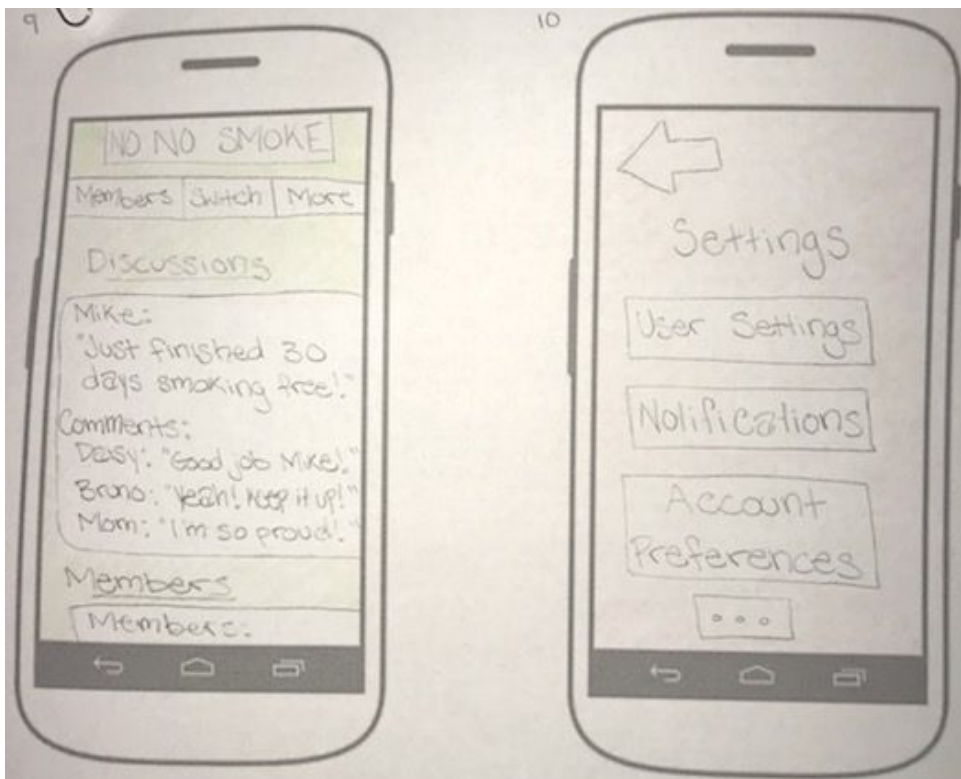 9
NO NO SMOKE
Members Switch More
Discussions
Mike:
"Just finished 30
days smoking free!"
Comments:
Daisy: "Good job Mike!"
Bruno: "Yeah! Keep it up!"
Mom: "I'm so proud!"
Members
Members:
10
Settings
User Settings
Notifications
Account
Preferences